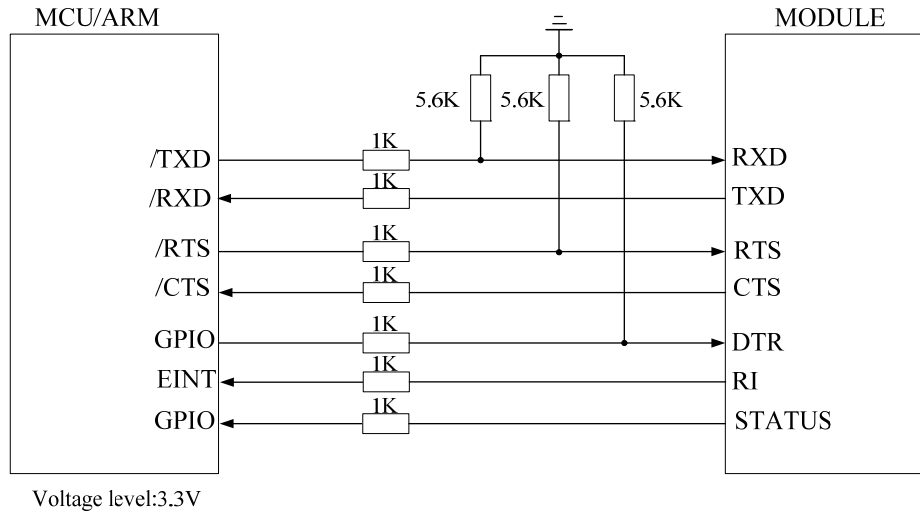 MCU/ARM MODULE
5.6K 5.6K 5.6K
1K
/TXD RXD
1K
/RXD TXD
1K
/RTS RTS
1K
/CTS CTS
1K
GPIO DTR
1K
EINT RI
1K
GPIO STATUS
Voltage level:3.3V